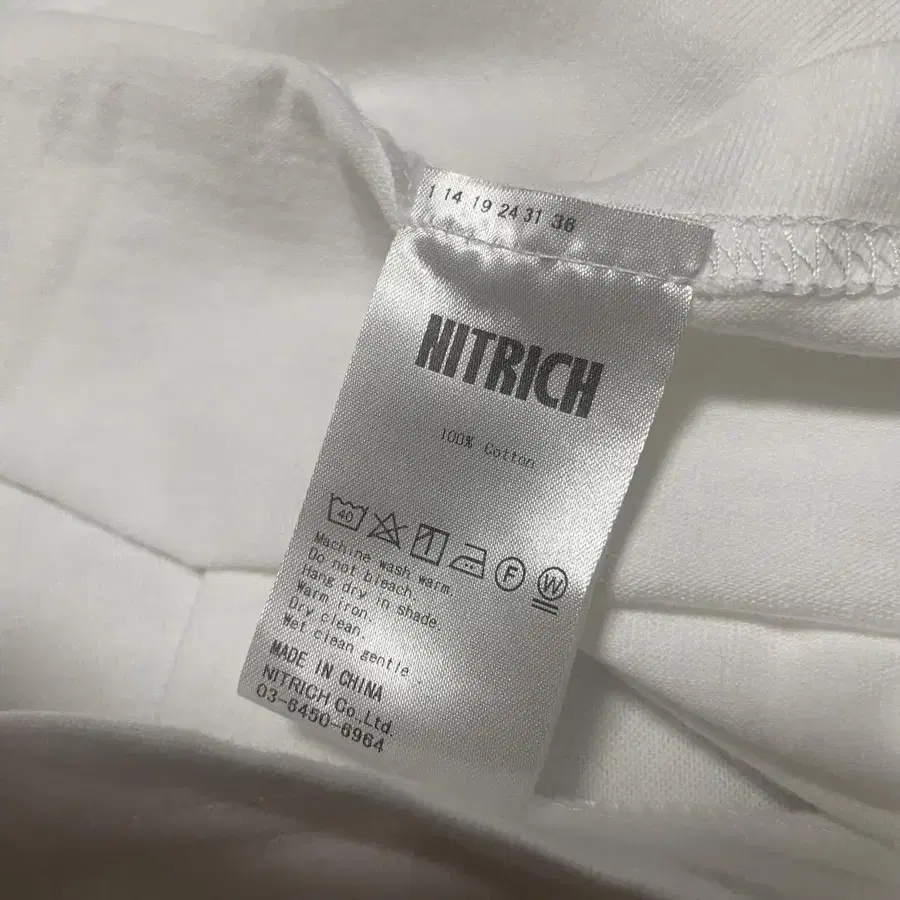 1 14 19 24 31 36
NITRICH
100% Cotton
40 F W
Machine wash warm.
Do not bleach.
Hang dry in shade.
Warm iron.
Dry clean.
Wet clean gentle
MADE IN CHINA
NITRICH Co.,Ltd.
03-6450-6964